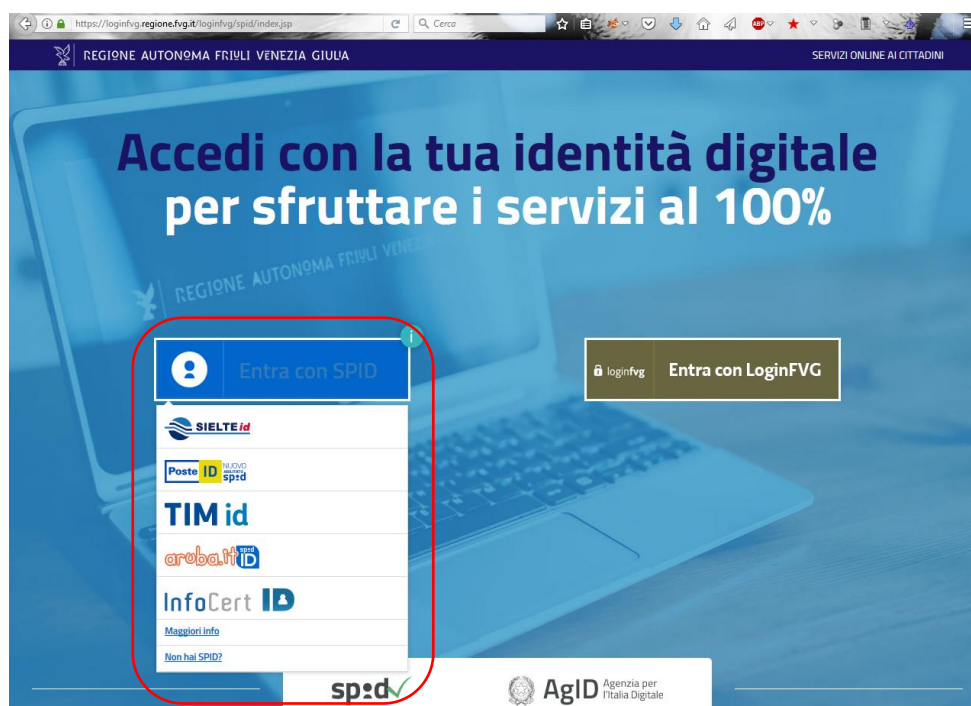 https://loginfvg.regione.fvg.it/loginfvg/spid/index.jsp
Cerca
ABP
REGIONE AUTONOMA FRIULI VENEZIA GIULIA
SERVIZI ONLINE AI CITTADINI
Accedi con la tua identità digitale
per sfruttare i servizi al 100%
REGIONE AUTONOMA FRIULI VENEZIA
i
Entra con SPID
loginfvg Entra con LoginFVG
SIELTE id
Poste ID NUOVO
spid
TIM id
aruba.it spid ID
InfoCert ID
Maggiori info
Non hai SPID?
spid
AgID Agenzia per
l'Italia Digitale